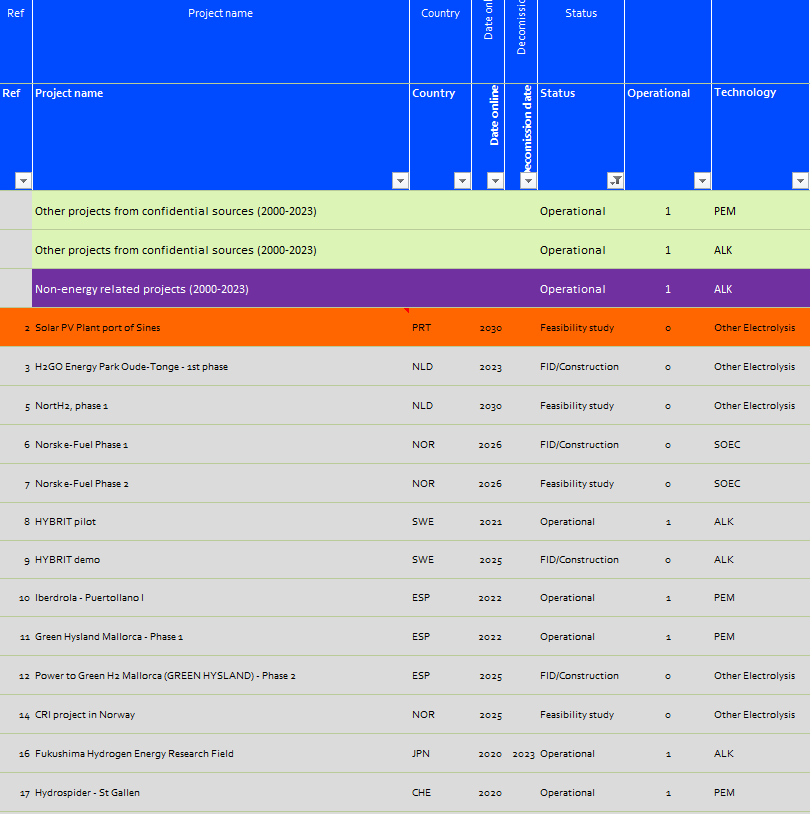 Ref Project name Country Date onl Decomissio Status
Ref Project name Country Date online ecomission date Status Operational Technology
Other projects from confidential sources (2000-2023) Operational 1 PEM
Other projects from confidential sources (2000-2023) Operational 1 ALK
Non-energy related projects (2000-2023) Operational 1 ALK
2 Solar PV Plant port of Sines PRT 2030 Feasibility study 0 Other Electrolysis
3 H2GO Energy Park Oude-Tonge - 1st phase NLD 2023 FID/Construction 0 Other Electrolysis
5 NortH2, phase 1 NLD 2030 Feasibility study 0 Other Electrolysis
6 Norsk e-Fuel Phase 1 NOR 2026 FID/Construction 0 SOEC
7 Norsk e-Fuel Phase 2 NOR 2026 Feasibility study 0 SOEC
8 HYBRIT pilot SWE 2021 Operational 1 ALK
9 HYBRIT demo SWE 2025 FID/Construction 0 ALK
10 Iberdrola - Puertollano I ESP 2022 Operational 1 PEM
11 Green Hysland Mallorca - Phase 1 ESP 2022 Operational 1 PEM
12 Power to Green H2 Mallorca (GREEN HYSLAND) - Phase 2 ESP 2025 FID/Construction 0 Other Electrolysis
14 CRI project in Norway NOR 2025 Feasibility study 0 Other Electrolysis
16 Fukushima Hydrogen Energy Research Field JPN 2020 2023 Operational 1 ALK
17 Hydrospider - St Gallen CHE 2020 Operational 1 PEM